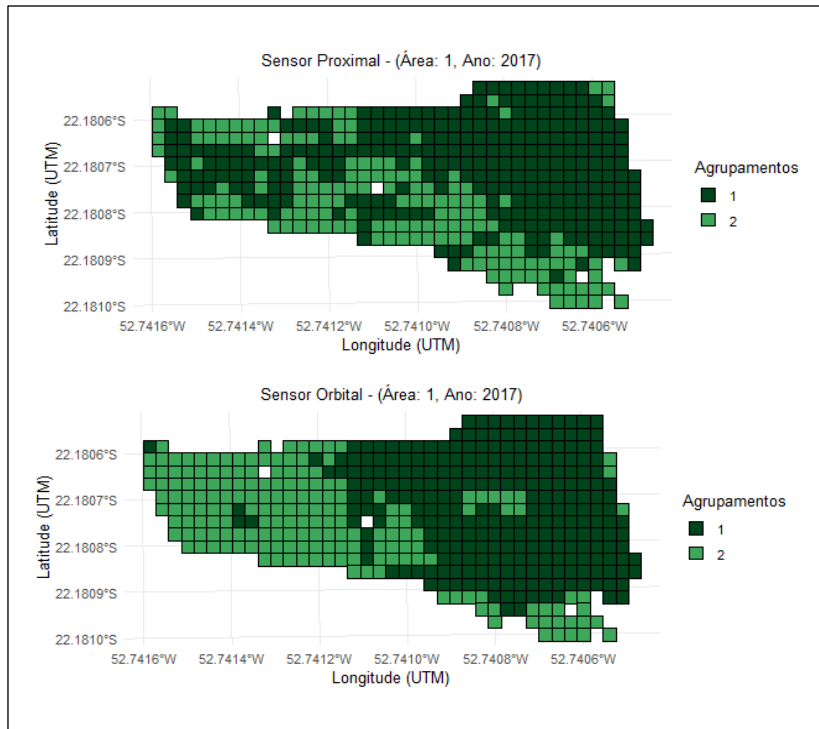 Sensor Proximal - (Área: 1, Ano: 2017)
22.1806°S
22.1807°S
22.1808°S
22.1809°S
22.1810°S
Latitude (UTM)
52.7416°W 52.7414°W 52.7412°W 52.7410°W 52.7408°W 52.7406°W
Longitude (UTM)
Agrupamentos
1
2
Sensor Orbital - (Área: 1, Ano: 2017)
22.1806°S
22.1807°S
22.1808°S
22.1809°S
22.1810°S
Latitude (UTM)
52.7416°W 52.7414°W 52.7412°W 52.7410°W 52.7408°W 52.7406°W
Longitude (UTM)
Agrupamentos
1
2